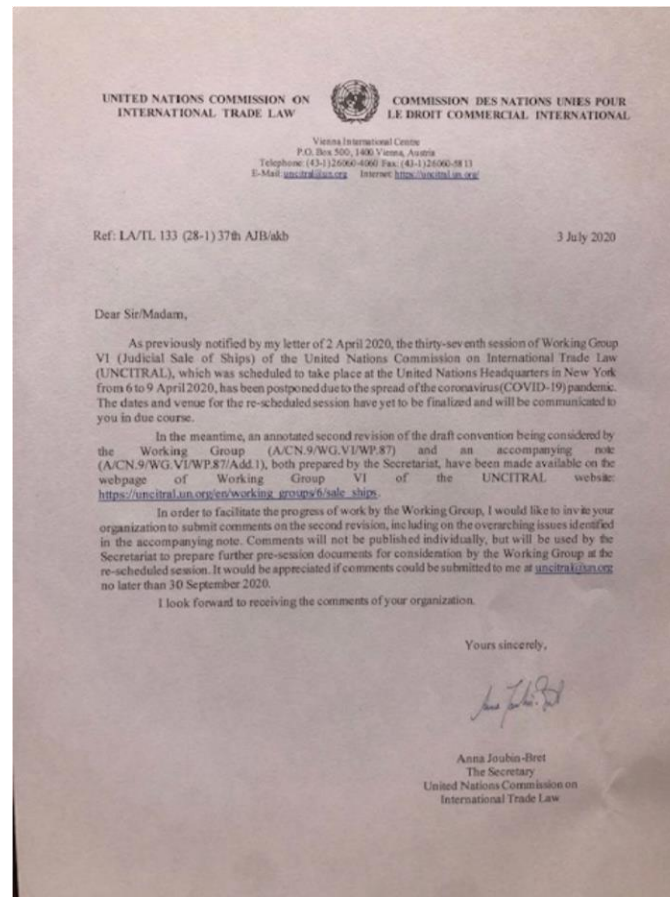 UNITED NATIONS COMMISSION ON
INTERNATIONAL TRADE LAW
COMMISSION DES NATIONS UNIES POUR
LE DROIT COMMERCIAL INTERNATIONAL
Vienna International Centre
P.O. Box 500, 1400 Vienna, Austria
Telephone: (43-1) 26060-4060 Fax: (43-1) 26060-5813
E-Mail: uncitral@un.org Internet: https://uncitral.un.org/
Ref: LA/TL 133 (28-1) 37th AJB/akb
3 July 2020
Dear Sir/Madam,
As previously notified by my letter of 2 April 2020, the thirty-seventh session of Working Group
VI (Judicial Sale of Ships) of the United Nations Commission on International Trade Law
(UNCITRAL), which was scheduled to take place at the United Nations Headquarters in New York
from 6 to 9 April 2020, has been postponed due to the spread of the coronavirus (COVID-19) pandemic.
The dates and venue for the re-scheduled session have yet to be finalized and will be communicated to
you in due course.
In the meantime, an annotated second revision of the draft convention being considered by
the Working Group (A/CN.9/WG.VI/WP.87) and an accompanying note
(A/CN.9/WG.VI/WP.87/Add.1), both prepared by the Secretariat, have been made available on the
webpage of Working Group VI of the UNCITRAL website:
https://uncitral.un.org/en/working_groups/6/sale_ships.
In order to facilitate the progress of work by the Working Group, I would like to invite your
organization to submit comments on the second revision, including on the overarching issues identified
in the accompanying note. Comments will not be published individually, but will be used by the
Secretariat to prepare further pre-session documents for consideration by the Working Group at the
re-scheduled session. It would be appreciated if comments could be submitted to me at uncitral@un.org
no later than 30 September 2020.
I look forward to receiving the comments of your organization.
Yours sincerely,
Anna Joubin-Bret
The Secretary
United Nations Commission on
International Trade Law